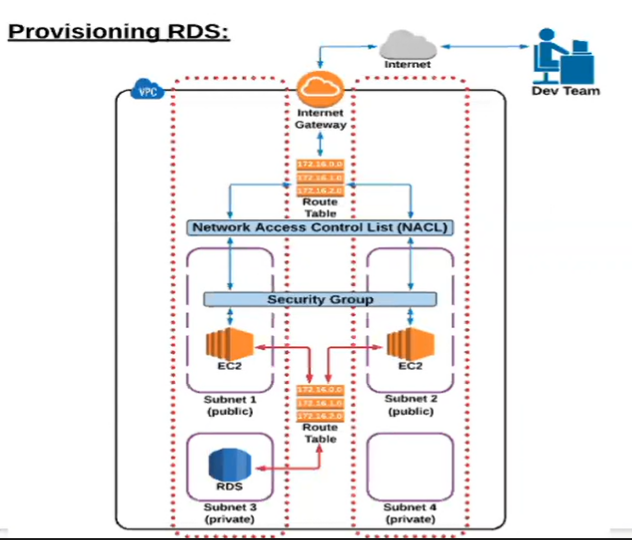 Provisioning RDS:
Internet
Dev Team
VPC
Internet
Gateway
172.16.0.0
172.16.1.0
172.16.2.0
Route
Table
Network Access Control List (NACL)
Security Group
EC2
EC2
Subnet 1
(public)
Subnet 2
(public)
172.16.0.0
172.16.1.0
172.16.2.0
Route
Table
RDS
Subnet 3
(private)
Subnet 4
(private)